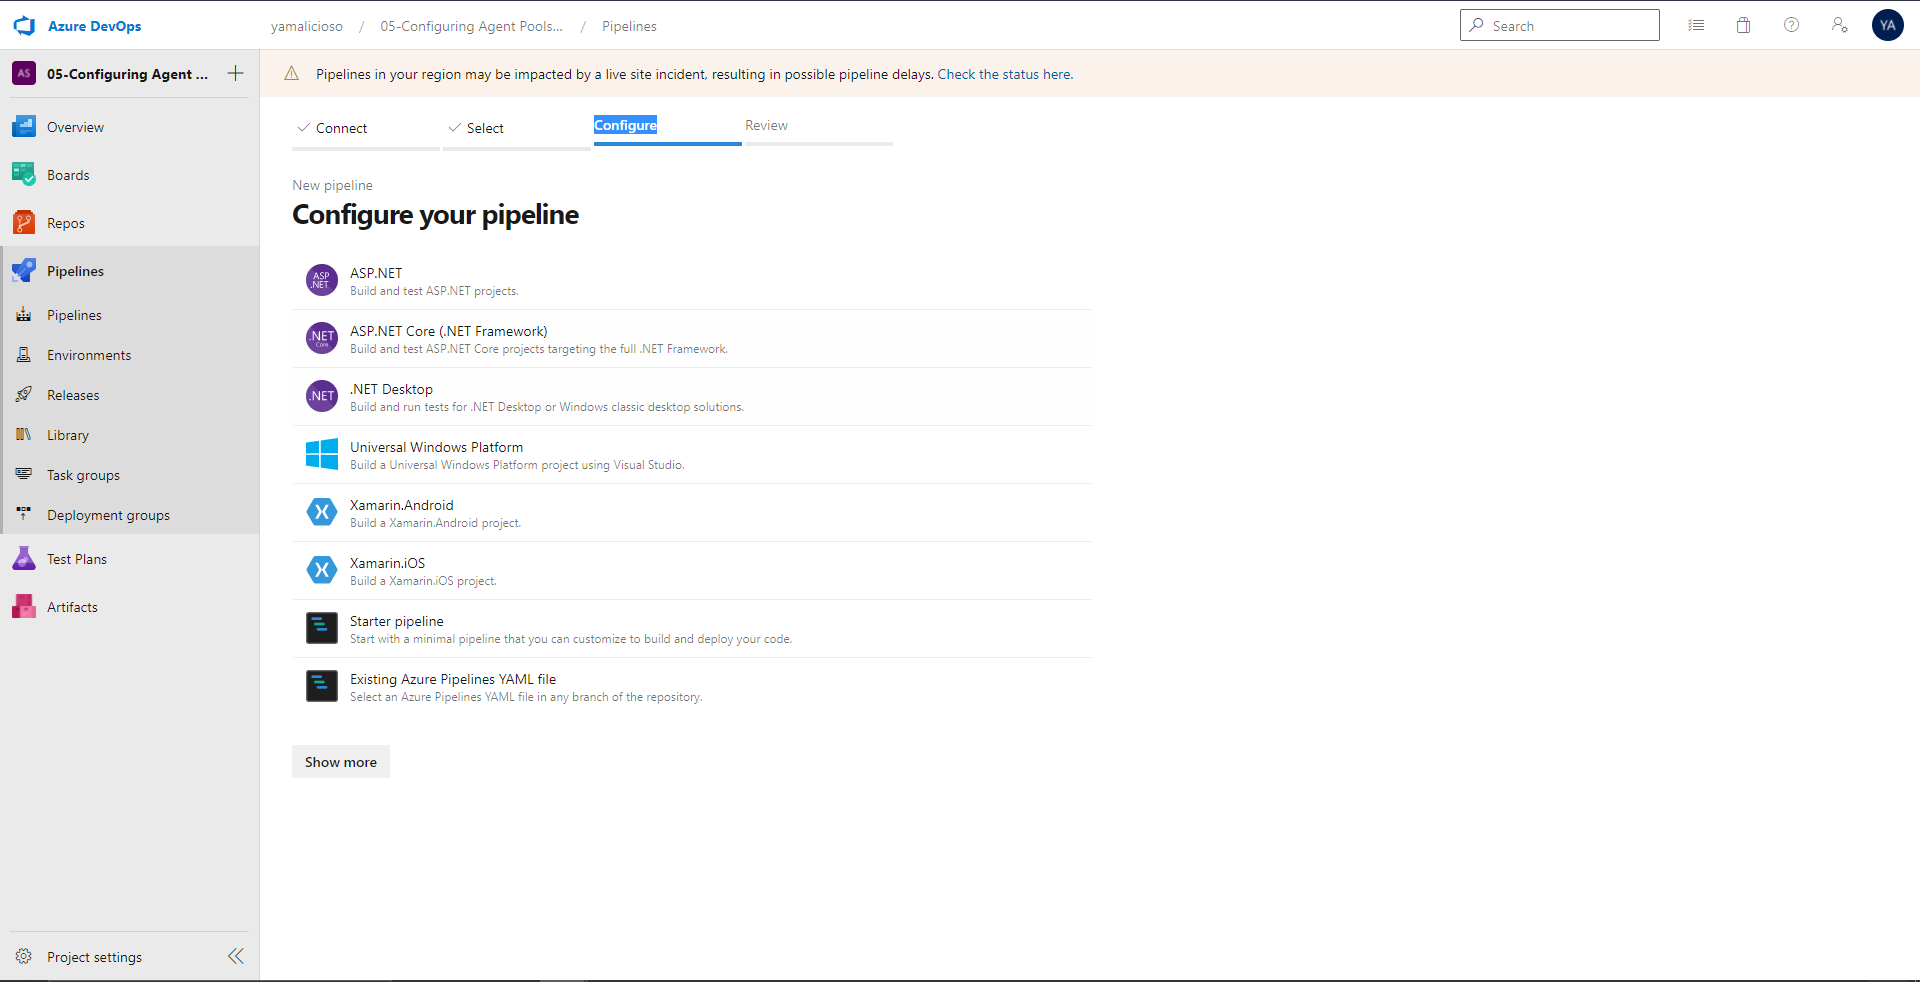 Azure DevOps
yamalicioso / 05-Configuring Agent Pools... / Pipelines
Search
YA
AS 05-Configuring Agent ...
Overview
Boards
Repos
Pipelines
Pipelines
Environments
Releases
Library
Task groups
Deployment groups
Test Plans
Artifacts
Project settings
Pipelines in your region may be impacted by a live site incident, resulting in possible pipeline delays. Check the status here.
Connect
Select
Configure
Review
New pipeline
Configure your pipeline
ASP .NET
ASP.NET
Build and test ASP.NET projects.
.NET Core
ASP.NET Core (.NET Framework)
Build and test ASP.NET Core projects targeting the full .NET Framework.
.NET
.NET Desktop
Build and run tests for .NET Desktop or Windows classic desktop solutions.
Universal Windows Platform
Build a Universal Windows Platform project using Visual Studio.
X
Xamarin.Android
Build a Xamarin.Android project.
X
Xamarin.iOS
Build a Xamarin.iOS project.
Starter pipeline
Start with a minimal pipeline that you can customize to build and deploy your code.
Existing Azure Pipelines YAML file
Select an Azure Pipelines YAML file in any branch of the repository.
Show more